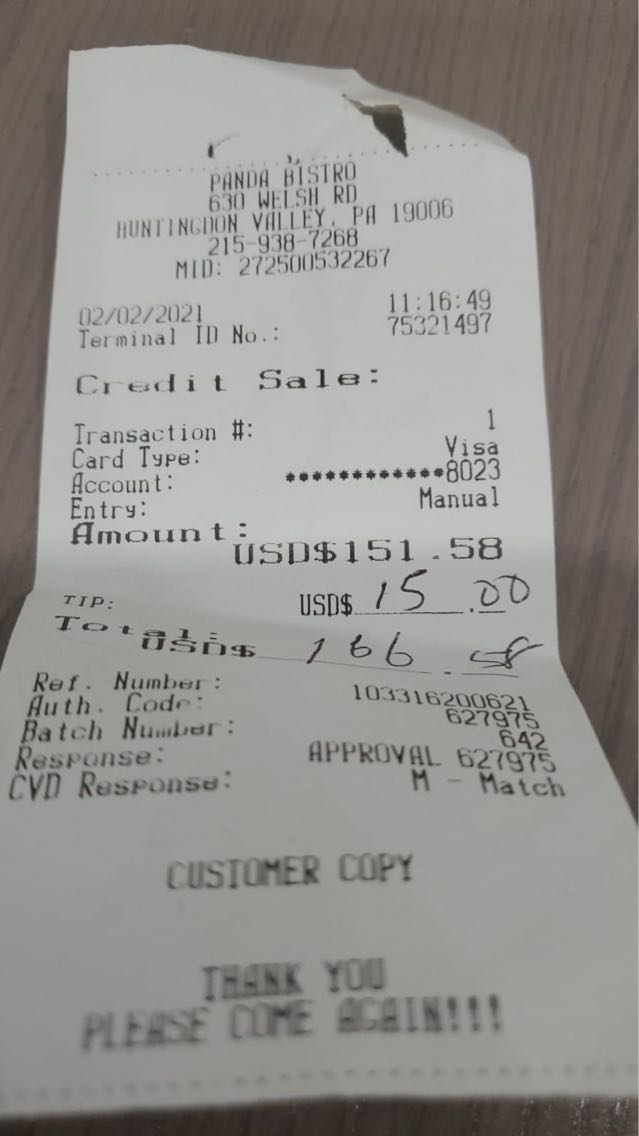 PANDA BISTRO
630 WELSH RD
HUNTINGDON VALLEY, PA 19006
215-938-7268
MID: 272500532267
02/02/2021 11:16:49
Terminal ID No.: 75321497
Credit Sale:
Transaction #: 1
Card Type: Visa
Account: ************8023
Entry: Manual
Amount:
USD$151.58
TIP: USD$ 15.00
Total:
USD$ 166.58
Ref. Number: 103316200621
Auth. Code: 627975
Batch Number: 642
Response: APPROVAL 627975
CVD Response: M - Match
CUSTOMER COPY
THANK YOU
PLEASE COME AGAIN!!!